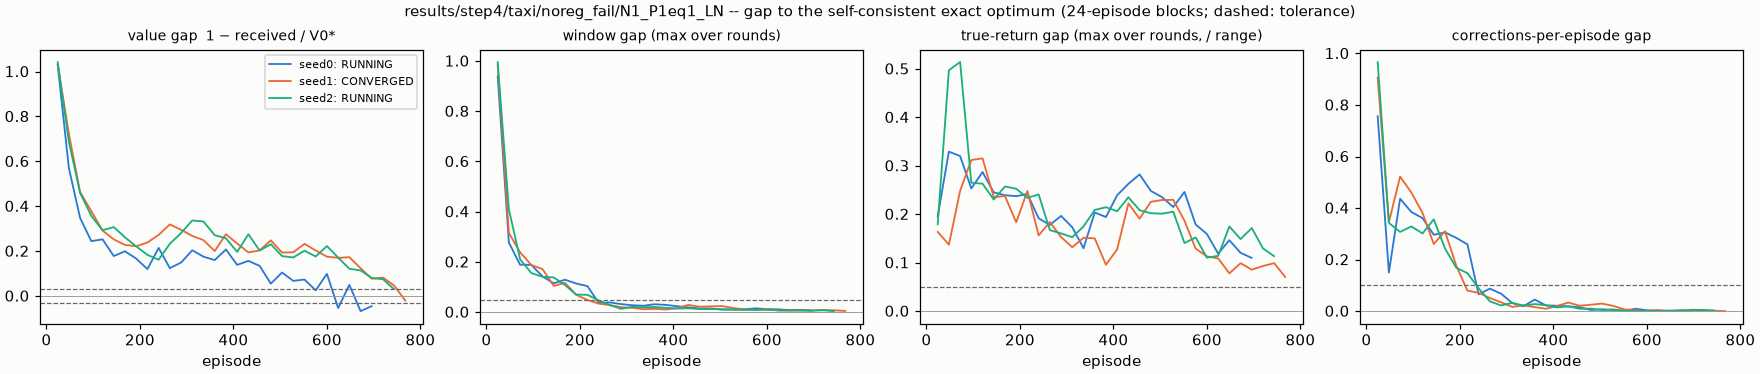 results/step4/taxi/noreg_fail/N1_P1eq1_LN -- gap to the self-consistent exact optimum (24-episode blocks; dashed: tolerance)
value gap 1 − received / V0*
window gap (max over rounds)
true-return gap (max over rounds, / range)
corrections-per-episode gap
seed0: RUNNING
seed1: CONVERGED
seed2: RUNNING
1.0
0.8
0.6
0.4
0.2
0.0
0 200 400 600 800
episode
1.0
0.8
0.6
0.4
0.2
0.0
0 200 400 600 800
episode
0.5
0.4
0.3
0.2
0.1
0.0
0 200 400 600 800
episode
1.0
0.8
0.6
0.4
0.2
0.0
0 200 400 600 800
episode